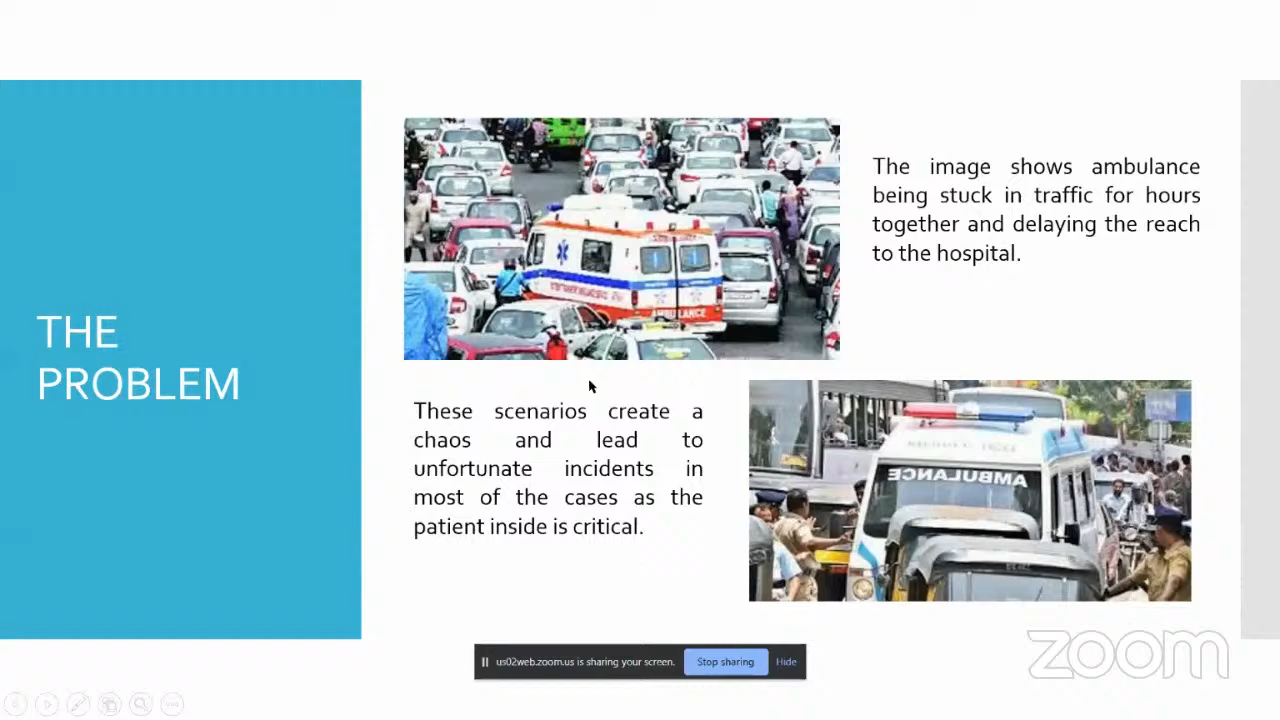 THE
PROBLEM
The image shows ambulance
being stuck in traffic for hours
together and delaying the reach
to the hospital.
AMBULANCE
These scenarios create a
chaos and lead to
unfortunate incidents in
most of the cases as the
patient inside is critical.
AMBULANCE
us02web.zoom.us is sharing your screen.
Stop sharing
Hide
zoom